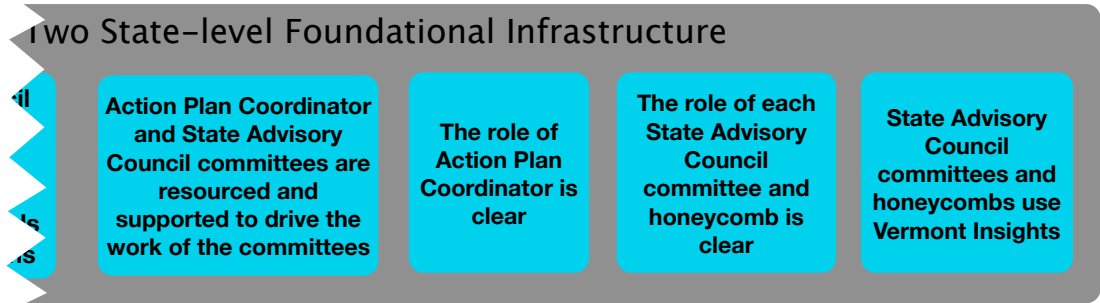 Two State-level Foundational Infrastructure
Action Plan Coordinator
and State Advisory
Council committees are
resourced and
supported to drive the
work of the committees
The role of
Action Plan
Coordinator is
clear
The role of each
State Advisory
Council
committee and
honeycomb is
clear
State Advisory
Council
committees and
honeycombs use
Vermont Insights